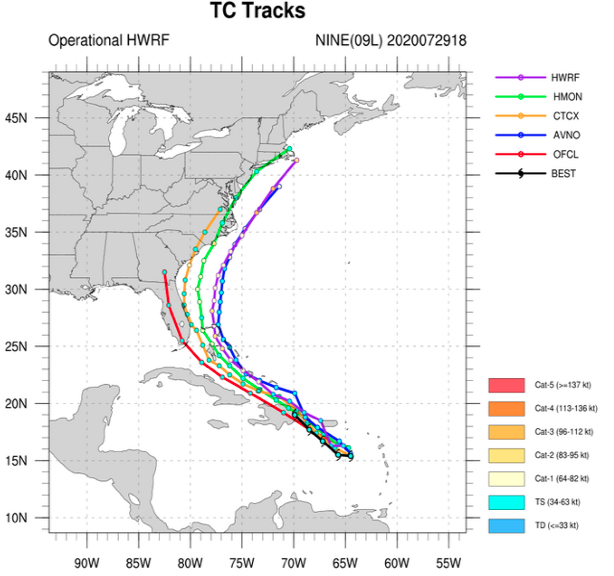 TC Tracks
Operational HWRF
NINE(09L) 2020072918
HWRF
HMON
CTCX
AVNO
OFCL
BEST
45N
40N
35N
30N
25N
20N
15N
10N
90W 85W 80W 75W 70W 65W 60W 55W
Cat-5 (>=137 kt)
Cat-4 (113-136 kt)
Cat-3 (96-112 kt)
Cat-2 (83-95 kt)
Cat-1 (64-82 kt)
TS (34-63 kt)
TD (<=33 kt)